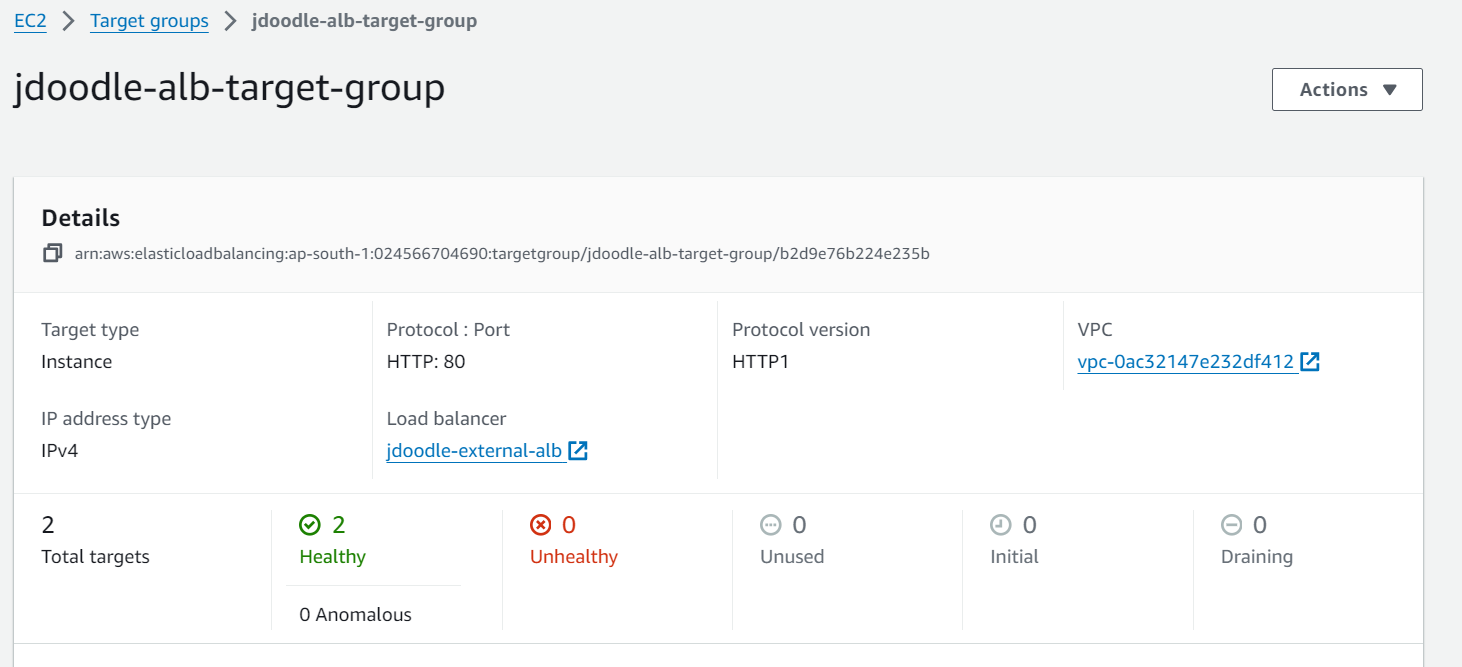 EC2 > Target groups > jdoodle-alb-target-group
jdoodle-alb-target-group
Actions
Details
arn:aws:elasticloadbalancing:ap-south-1:024566704690:targetgroup/jdoodle-alb-target-group/b2d9e76b224e235b
Target type
Instance
Protocol : Port
HTTP: 80
Protocol version
HTTP1
VPC
vpc-0ac32147e232df412
IP address type
IPv4
Load balancer
jdoodle-external-alb
2
Total targets
2
Healthy
0 Anomalous
0
Unhealthy
0
Unused
0
Initial
0
Draining